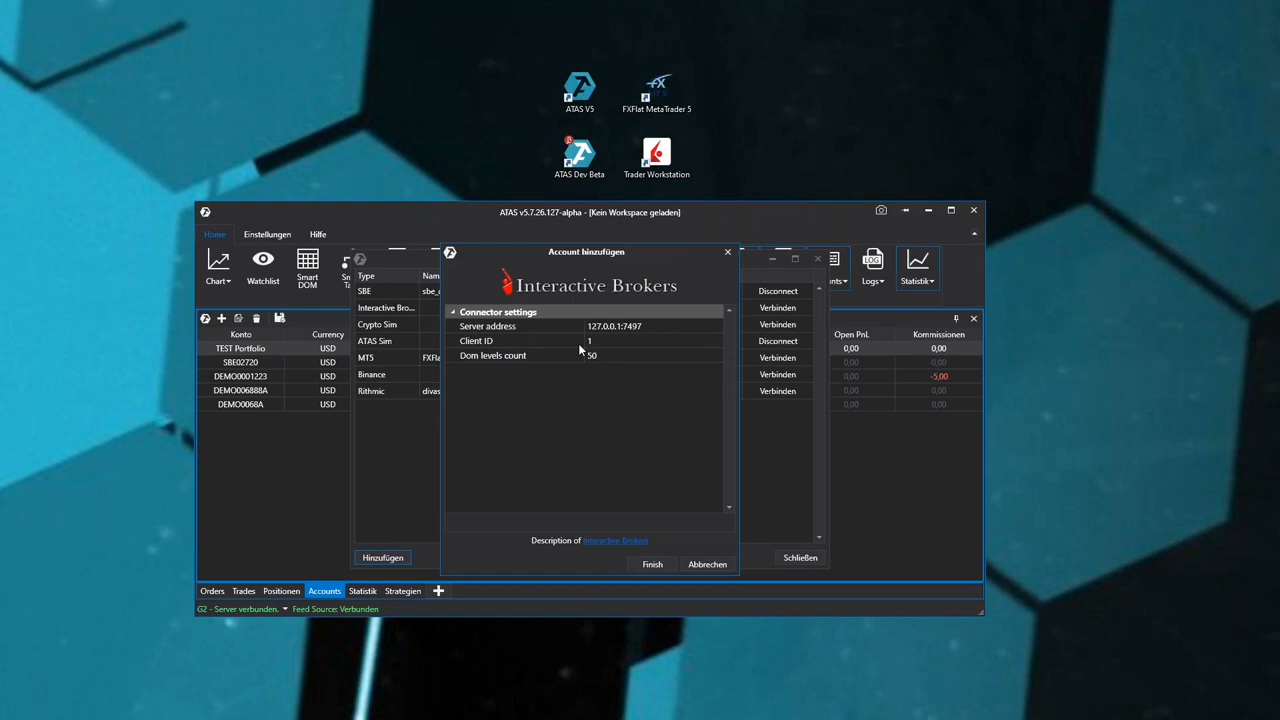 ATAS V5
FXFlat MetaTrader 5
ATAS Dev Beta
Trader Workstation
ATAS v5.7.26.127-alpha - [Kein Workspace geladen]
Home Einstellungen Hilfe
Chart Watchlist Smart DOM
LOG
Logs Statistik
Account hinzufügen
Interactive Brokers
Connector settings
Server address 127.0.0.1:7497
Client ID 1
Dom levels count 50
Description of Interactive Brokers
Finish Abbrechen
Type
SBE sbe_ Disconnect
Interactive Bro... Verbinden
Crypto Sim Verbinden
ATAS Sim Disconnect
MT5 FXFl Verbinden
Binance Verbinden
Rithmic divas Verbinden
Hinzufügen Schließen
Konto Currency Open PnL Kommissionen
TEST Portfolio USD 0,00 0,00
SBE02720 USD 0,00 0,00
DEMO0001223 USD 0,00 -5,00
DEMO006888A USD 0,00 0,00
DEMO0068A USD 0,00 0,00
Orders Trades Positionen Accounts Statistik Strategien
G2 - Server verbunden. Feed Source: Verbunden